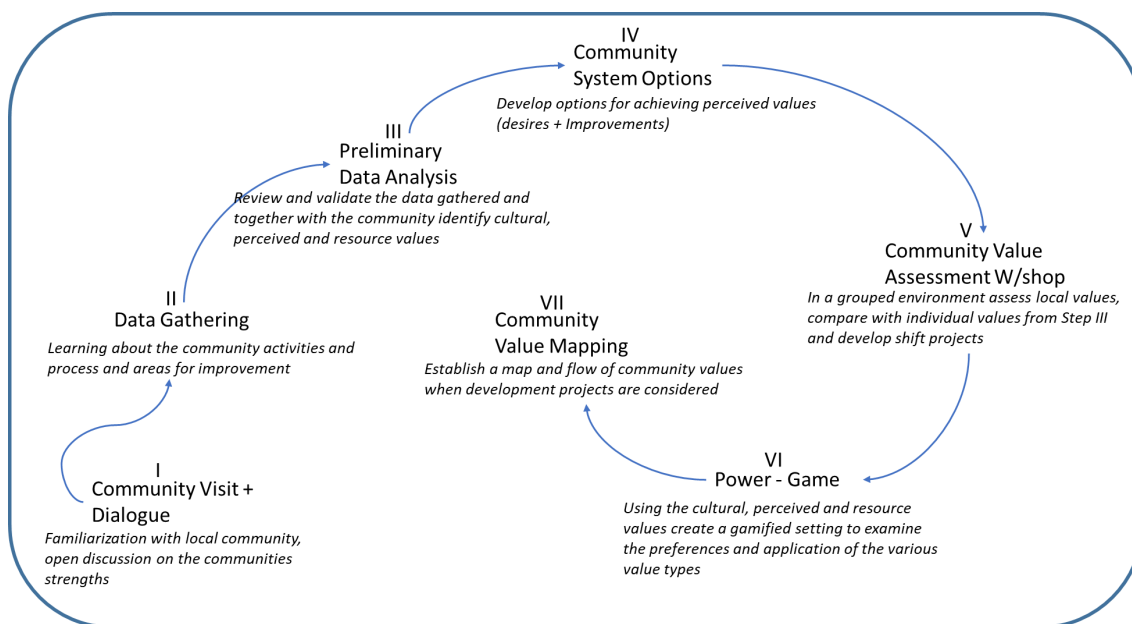 I
Community Visit +
Dialogue
Familiarization with local community,
open discussion on the communities
strengths
II
Data Gathering
Learning about the community activities and
process and areas for improvement
III
Preliminary
Data Analysis
Review and validate the data gathered and
together with the community identify cultural,
perceived and resource values
IV
Community
System Options
Develop options for achieving perceived values
(desires + Improvements)
V
Community Value
Assessment W/shop
In a grouped environment assess local values,
compare with individual values from Step III
and develop shift projects
VI
Power - Game
Using the cultural, perceived and resource
values create a gamified setting to examine
the preferences and application of the various
value types
VII
Community
Value Mapping
Establish a map and flow of community values
when development projects are considered